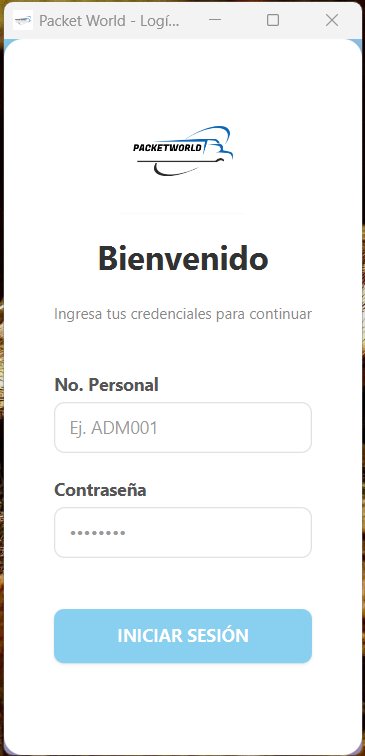 Packet World - Logí...
PACKETWORLD
Bienvenido
Ingresa tus credenciales para continuar
No. Personal
Ej. ADM001
Contraseña
••••••••
INICIAR SESIÓN